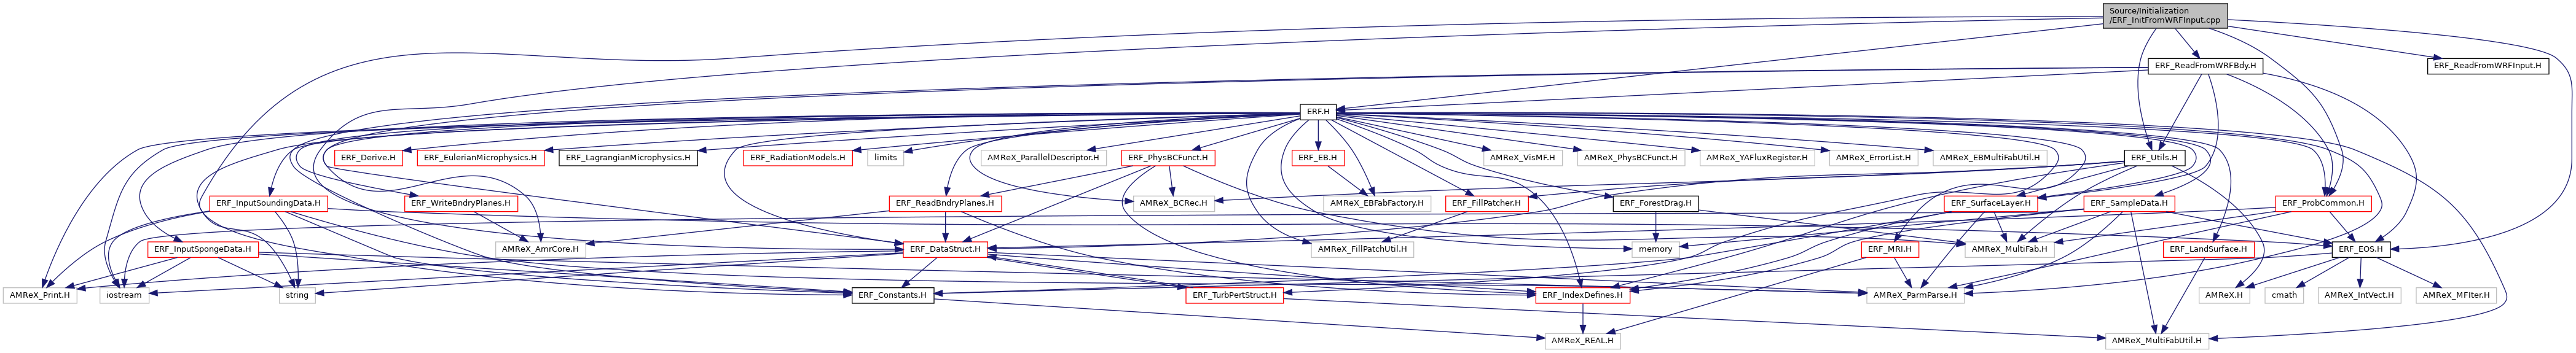 Source/Initialization
/ERF_InitFromWRFInput.cpp
ERF_ReadFromWRFBdy.H
ERF_ReadFromWRFInput.H
ERF.H
ERF_Derive.H
ERF_EulerianMicrophysics.H
ERF_LagrangianMicrophysics.H
ERF_RadiationModels.H
limits
AMReX_ParallelDescriptor.H
ERF_PhysBCFunct.H
ERF_EB.H
AMReX_VisMF.H
AMReX_PhysBCFunct.H
AMReX_YAFluxRegister.H
AMReX_ErrorList.H
AMReX_EBMultiFabUtil.H
ERF_Utils.H
ERF_InputSoundingData.H
ERF_WriteBndryPlanes.H
ERF_ReadBndryPlanes.H
AMReX_BCRec.H
AMReX_EBFabFactory.H
ERF_FillPatcher.H
ERF_ForestDrag.H
ERF_SurfaceLayer.H
ERF_SampleData.H
ERF_ProbCommon.H
ERF_InputSpongeData.H
AMReX_AmrCore.H
ERF_DataStruct.H
AMReX_FillPatchUtil.H
memory
ERF_MRI.H
AMReX_MultiFab.H
ERF_LandSurface.H
ERF_EOS.H
AMReX_Print.H
iostream
string
ERF_Constants.H
ERF_TurbPertStruct.H
ERF_IndexDefines.H
AMReX_ParmParse.H
AMReX.H
cmath
AMReX_IntVect.H
AMReX_MFIter.H
AMReX_REAL.H
AMReX_MultiFabUtil.H